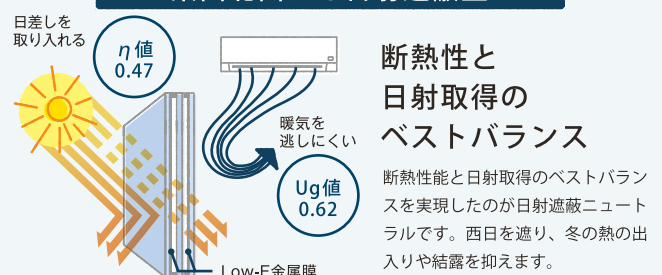 日差しを
取り入れる
η値
0.47
暖気を
逃しにくい
Ug値
0.62
Low-E金属膜
断熱性と
日射取得の
ベストバランス
断熱性能と日射取得のベストバラン
スを実現したのが日射遮蔽ニュート
ラルです。西日を遮り、冬の熱の出
入りや結露を抑えます。